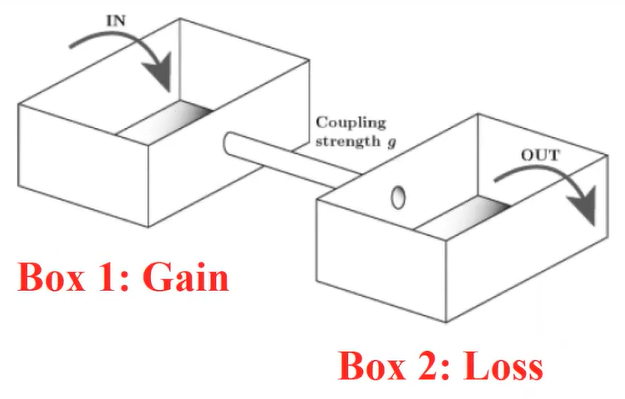 IN
Coupling
strength g
OUT
Box 1: Gain
Box 2: Loss